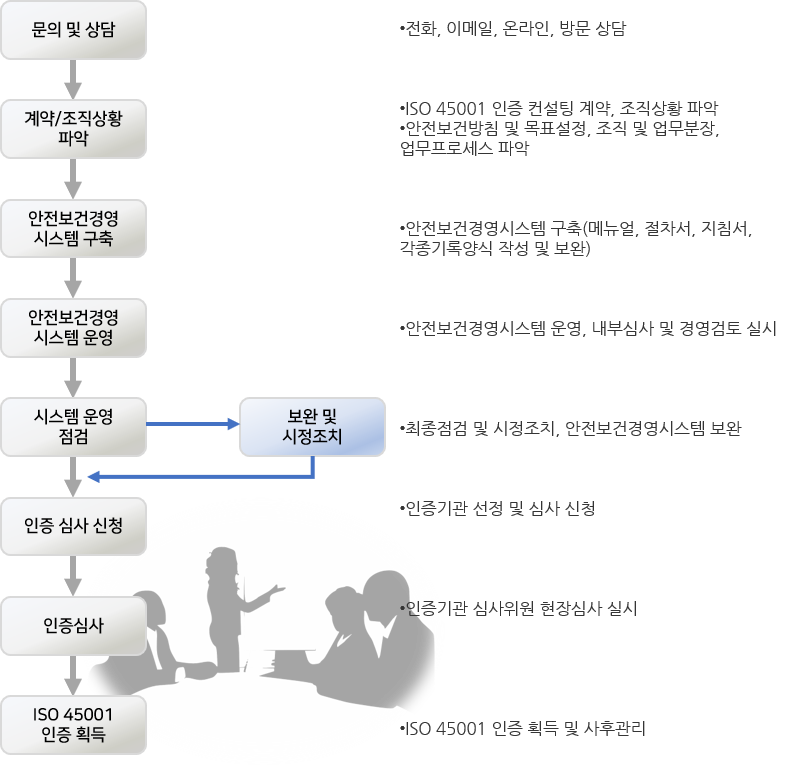 문의 및 상담
•전화, 이메일, 온라인, 방문 상담
계약/조직상황
파악
•ISO 45001 인증 컨설팅 계약, 조직상황 파악
•안전보건방침 및 목표설정, 조직 및 업무분장,
업무프로세스 파악
안전보건경영
시스템 구축
•안전보건경영시스템 구축(메뉴얼, 절차서, 지침서,
각종기록양식 작성 및 보완)
안전보건경영
시스템 운영
•안전보건경영시스템 운영, 내부심사 및 경영검토 실시
시스템 운영
점검
보완 및
시정조치
•최종점검 및 시정조치, 안전보건경영시스템 보완
인증 심사 신청
•인증기관 선정 및 심사 신청
인증심사
•인증기관 심사위원 현장심사 실시
ISO 45001
인증 획득
•ISO 45001 인증 획득 및 사후관리